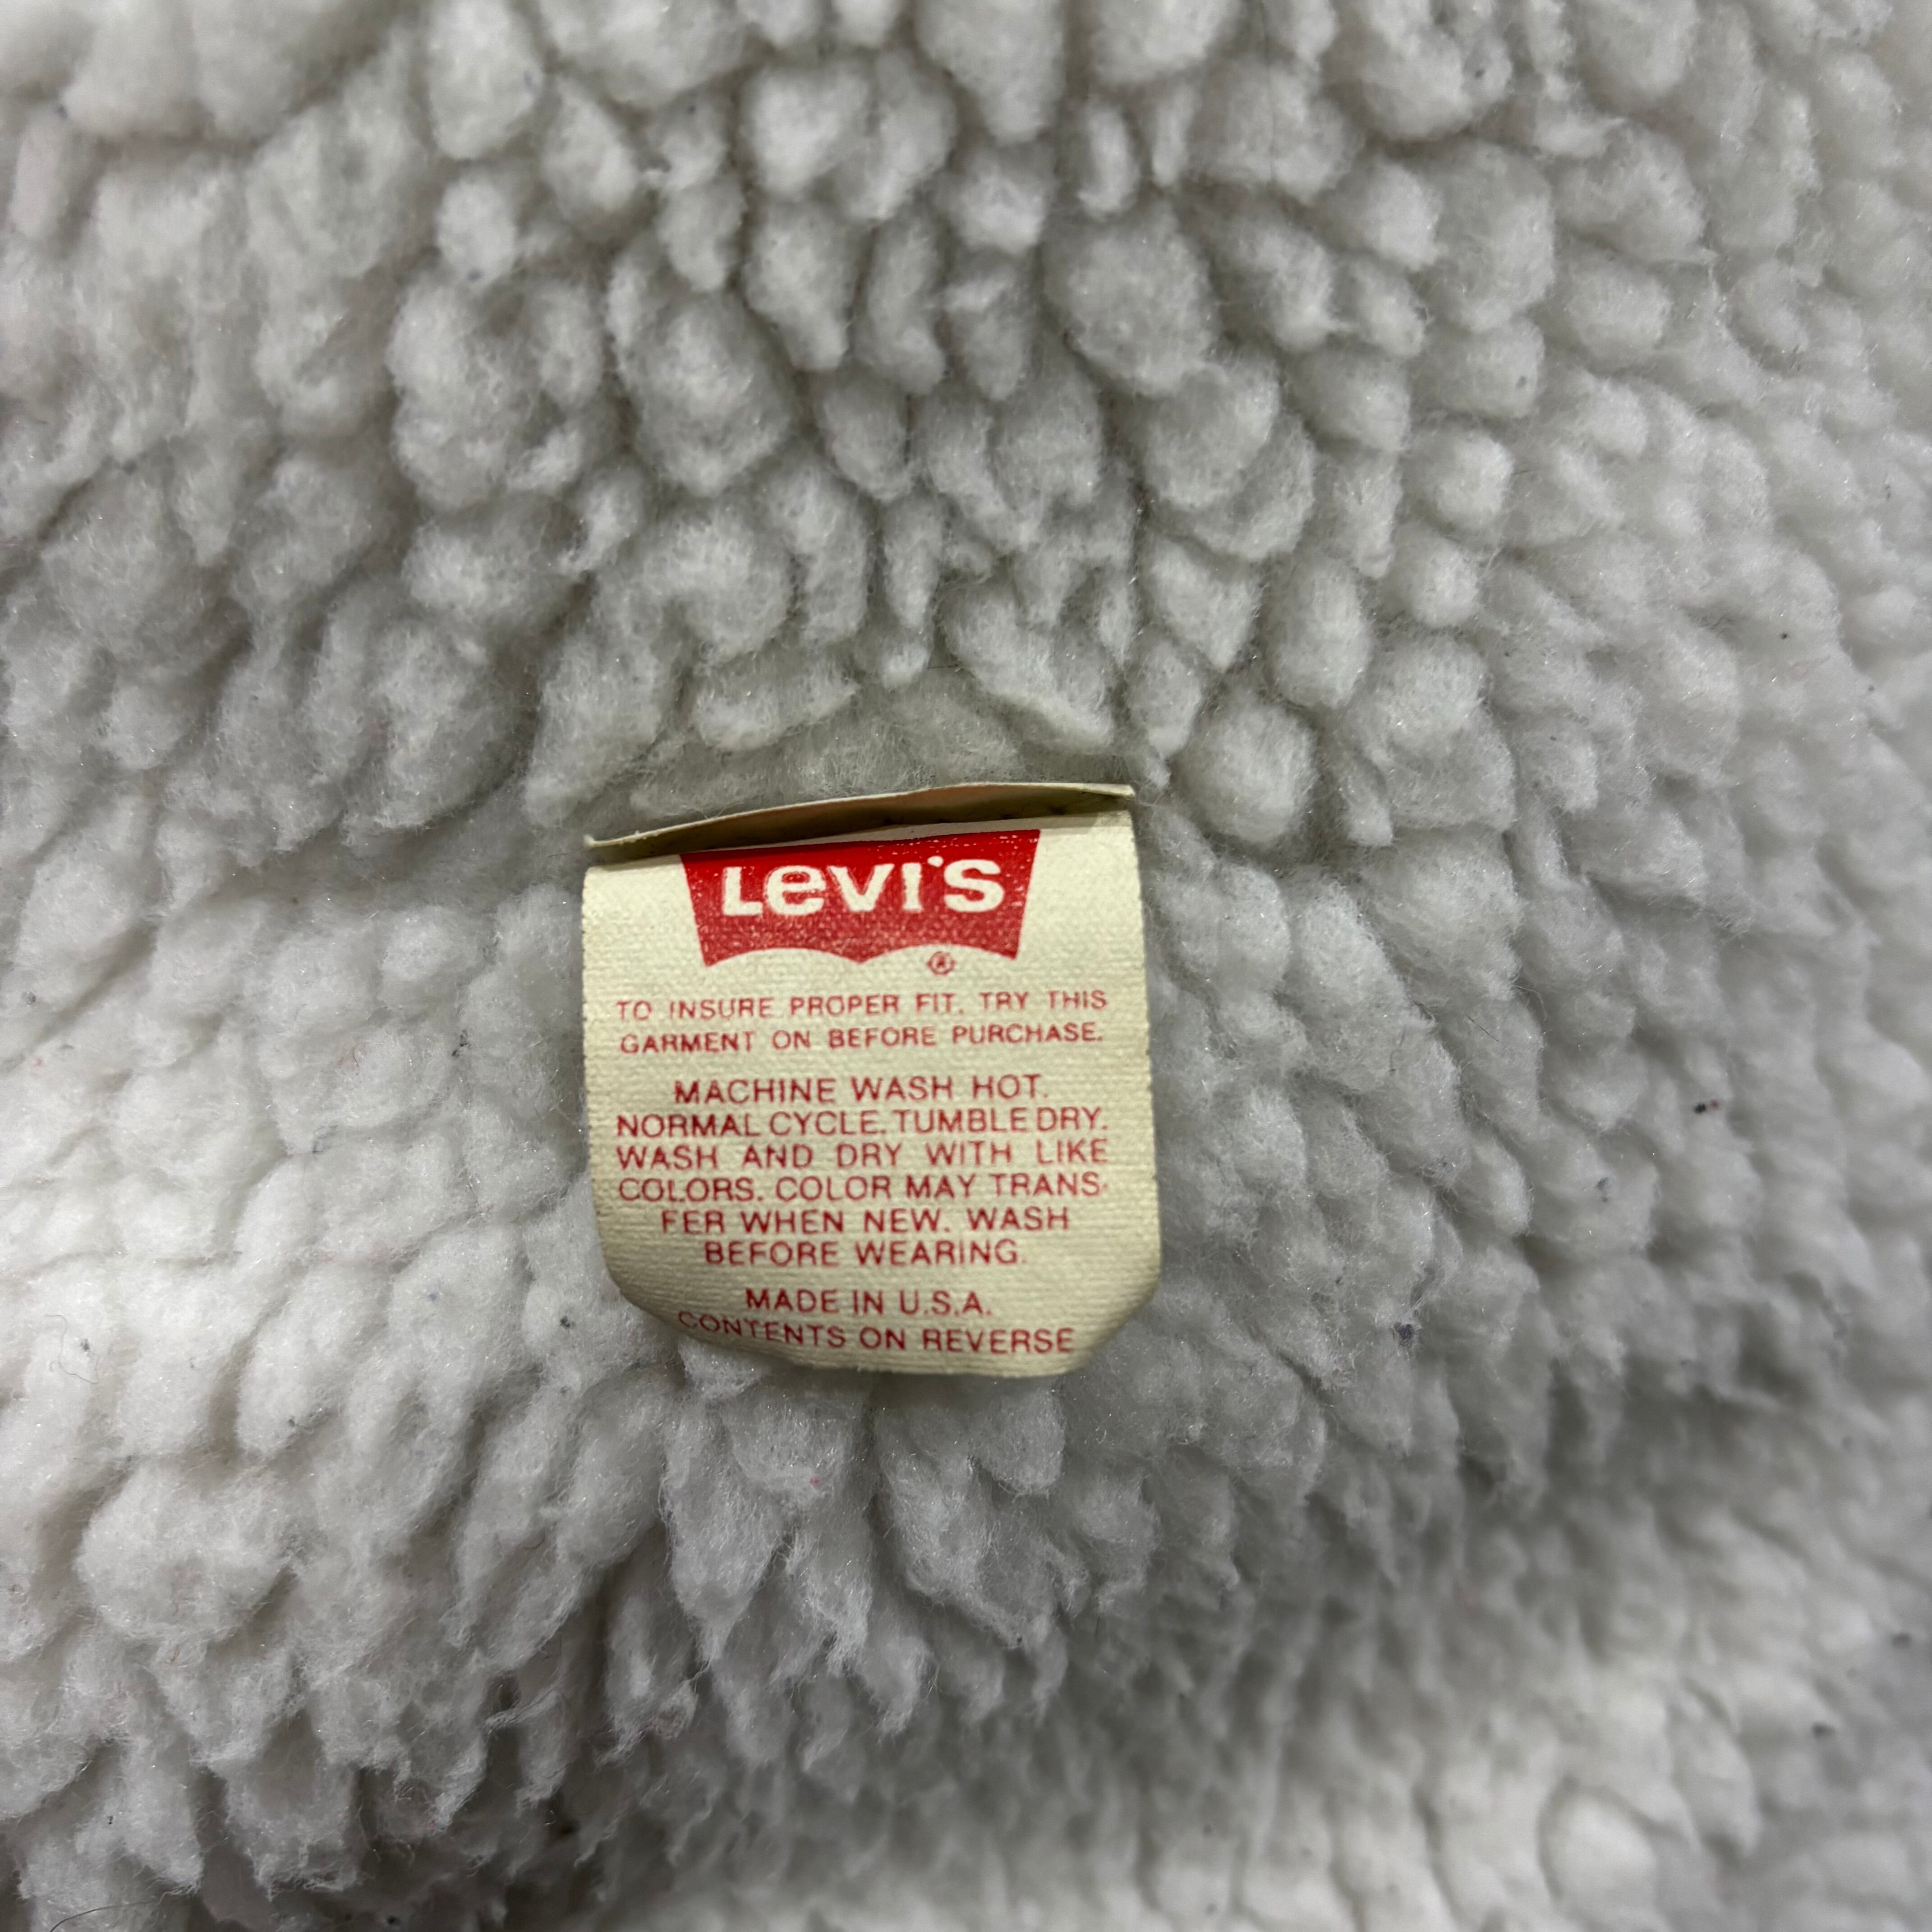 Levi's
®
TO INSURE PROPER FIT, TRY THIS
GARMENT ON BEFORE PURCHASE.
MACHINE WASH HOT.
NORMAL CYCLE. TUMBLE DRY.
WASH AND DRY WITH LIKE
COLORS. COLOR MAY TRANS-
FER WHEN NEW. WASH
BEFORE WEARING.
MADE IN U.S.A.
CONTENTS ON REVERSE